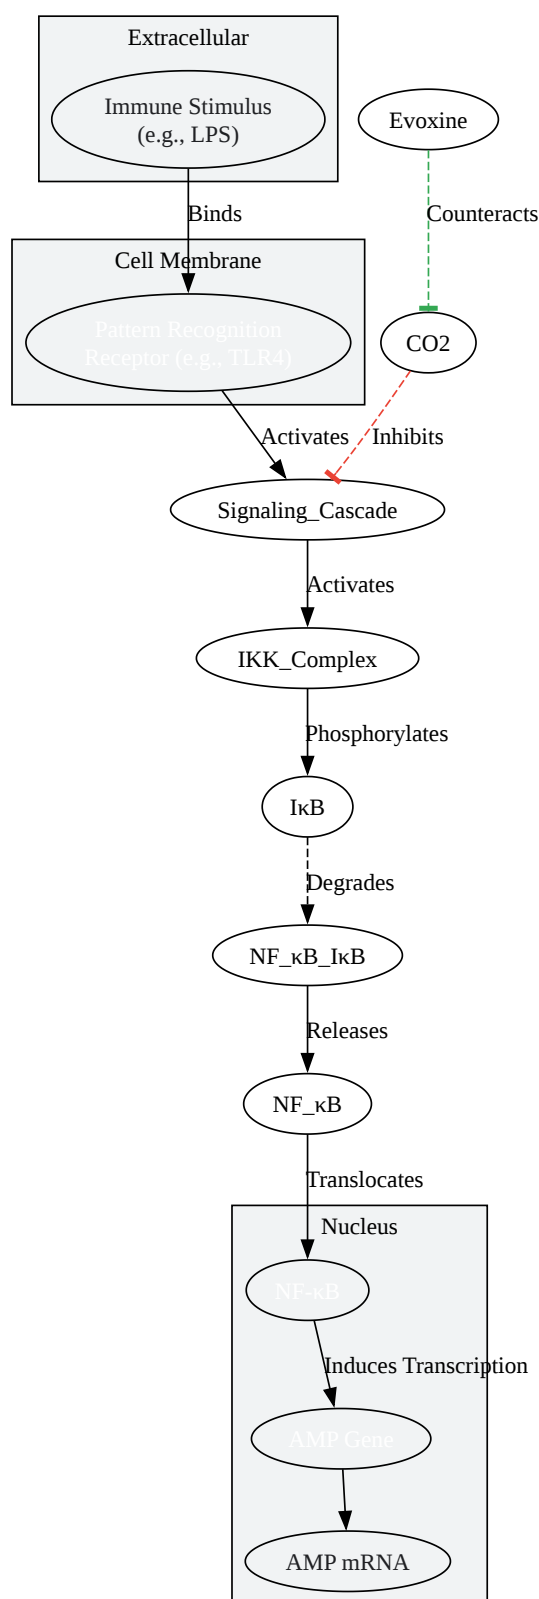 Extracellular
Immune Stimulus
(e.g., LPS)
Evoxine
Binds
Counteracts
Cell Membrane
Pattern Recognition
Receptor (e.g., TLR4)
CO2
Activates
Inhibits
Signaling_Cascade
Activates
IKK_Complex
Phosphorylates
IκB
Degrades
NF_κB_IκB
Releases
NF_κB
Translocates
Nucleus
NF-κB
Induces Transcription
AMP Gene
AMP mRNA